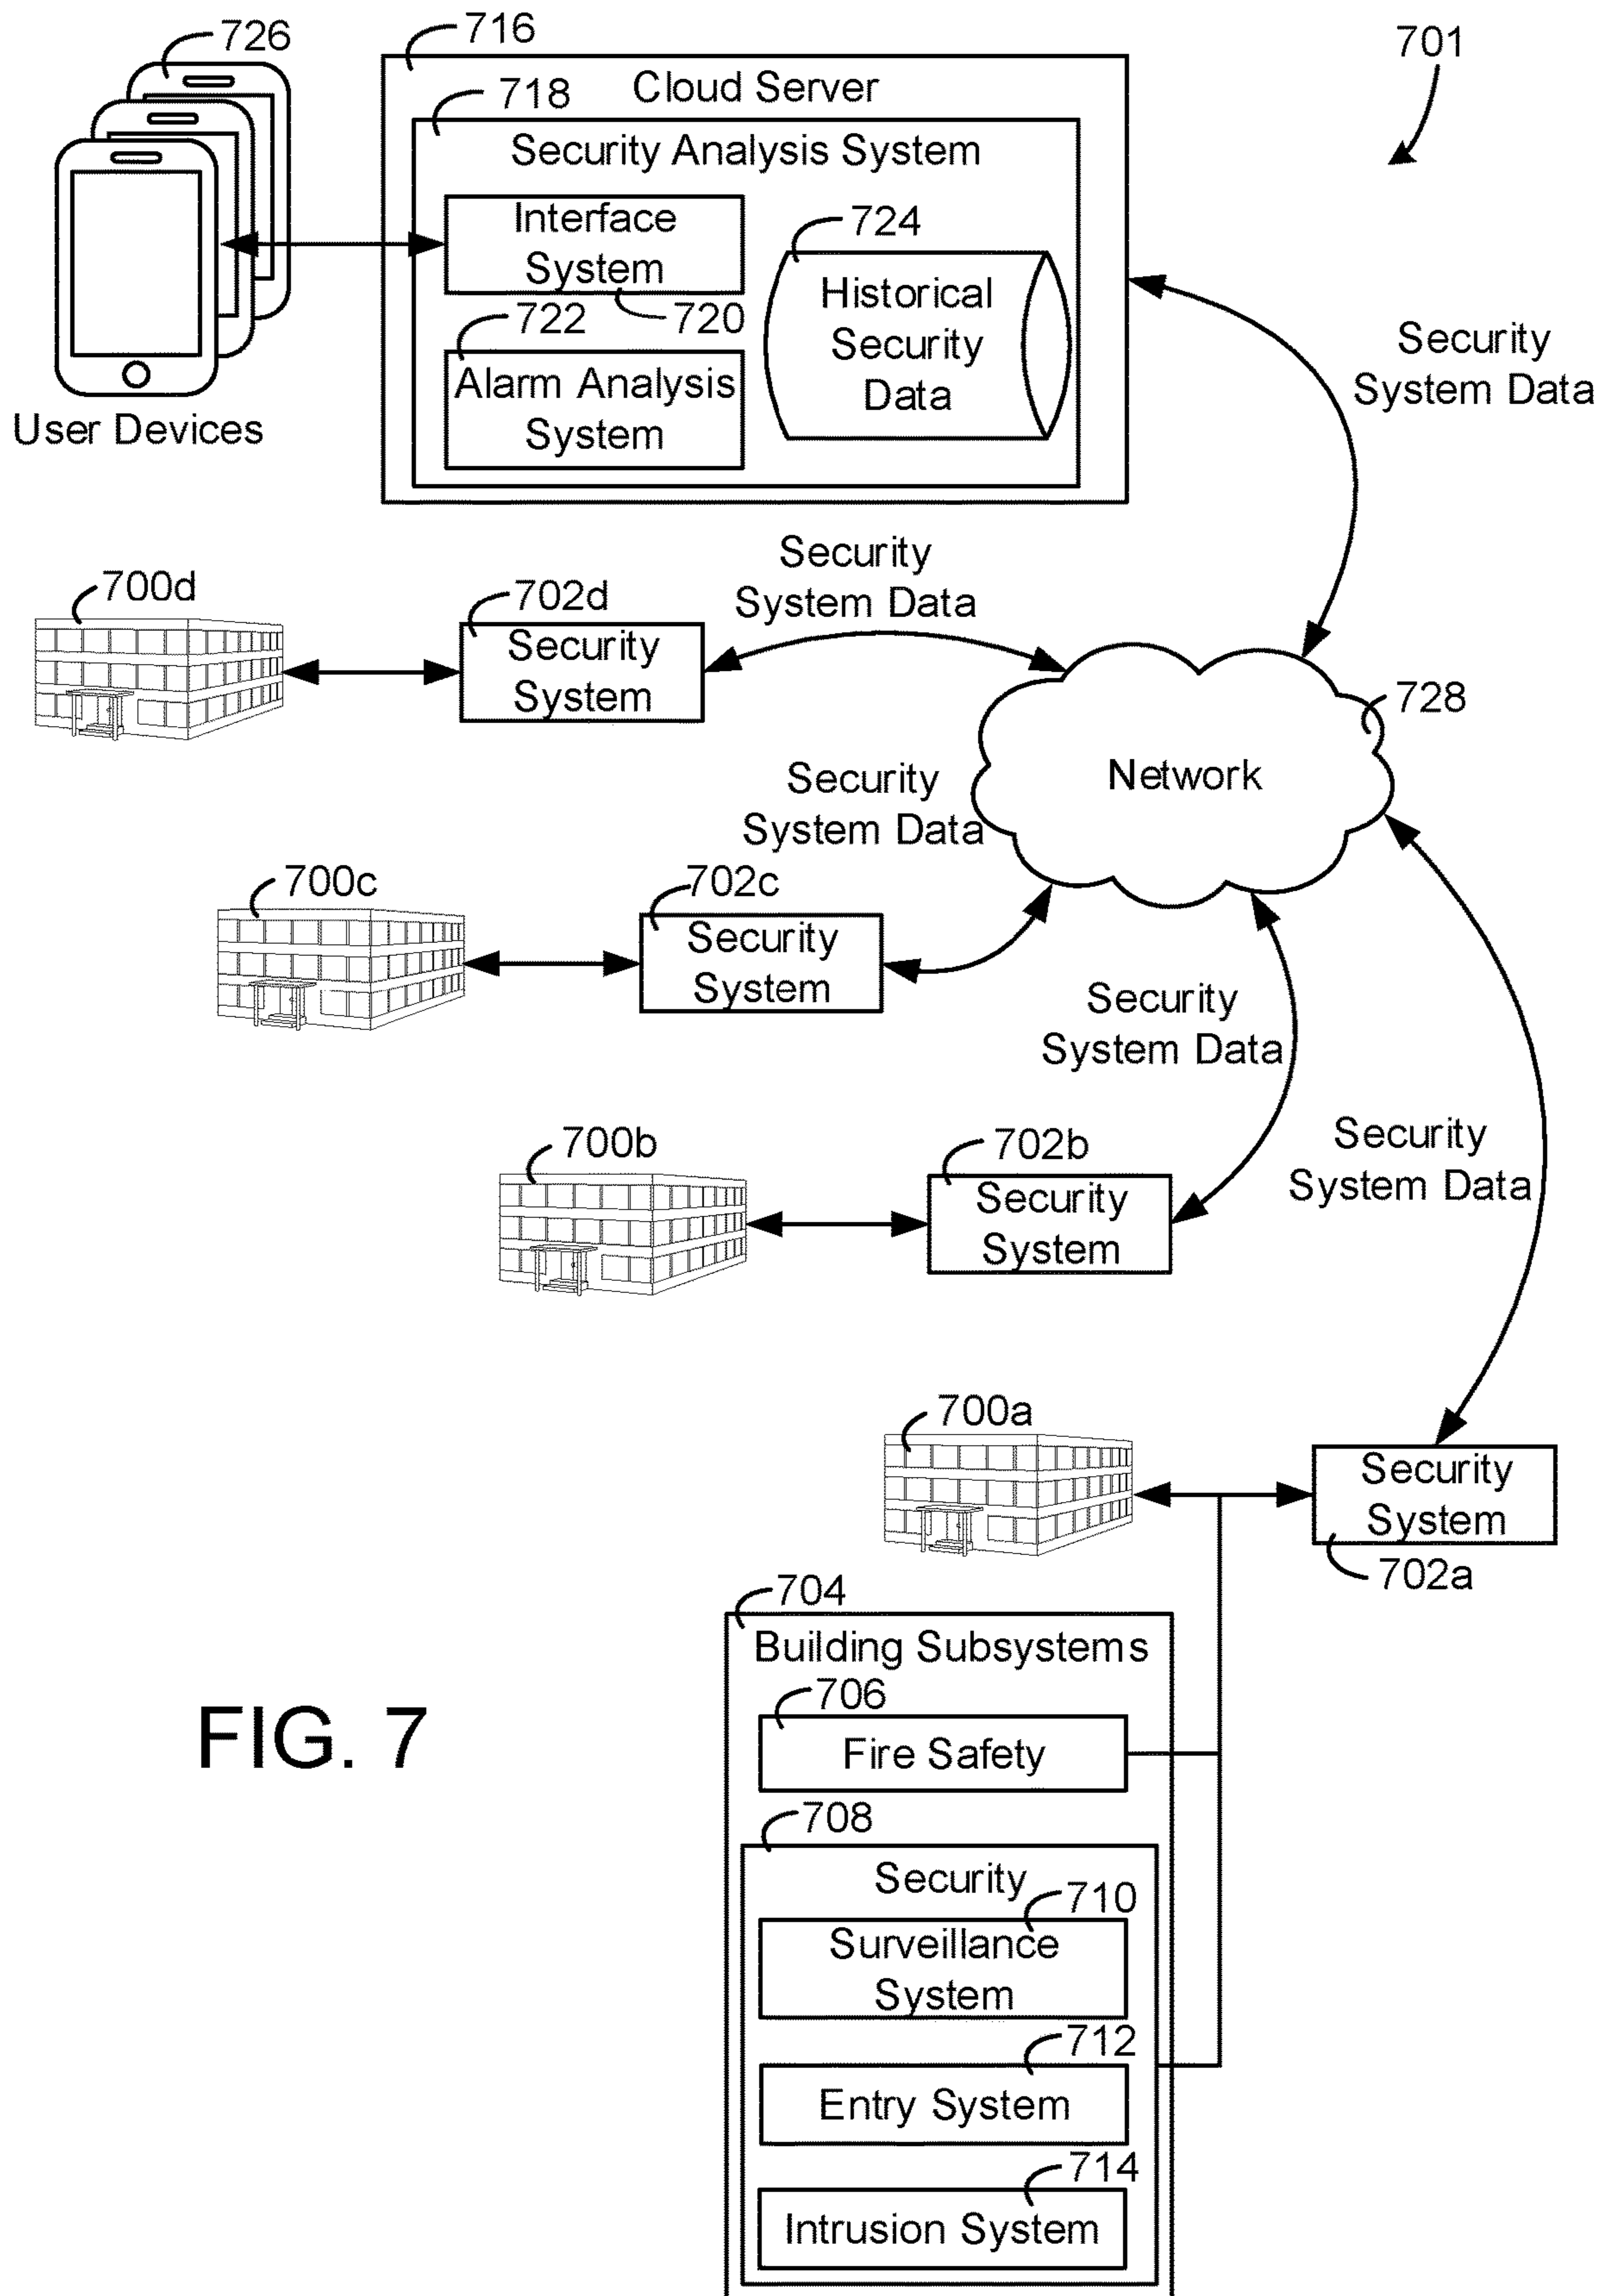 726
716
701
Cloud Server
718
Security Analysis System
Interface
System
720
724
Historical
Security
Data
722
Alarm Analysis
System
User Devices
Security
System Data
700d
702d
Security
System
Security
System Data
728
Network
Security
System Data
700c
702c
Security
System
Security
System Data
700b
702b
Security
System
Security
System Data
700a
Security
System
702a
704
Building Subsystems
706
Fire Safety
708
Security
710
Surveillance
System
712
Entry System
714
Intrusion System
FIG. 7